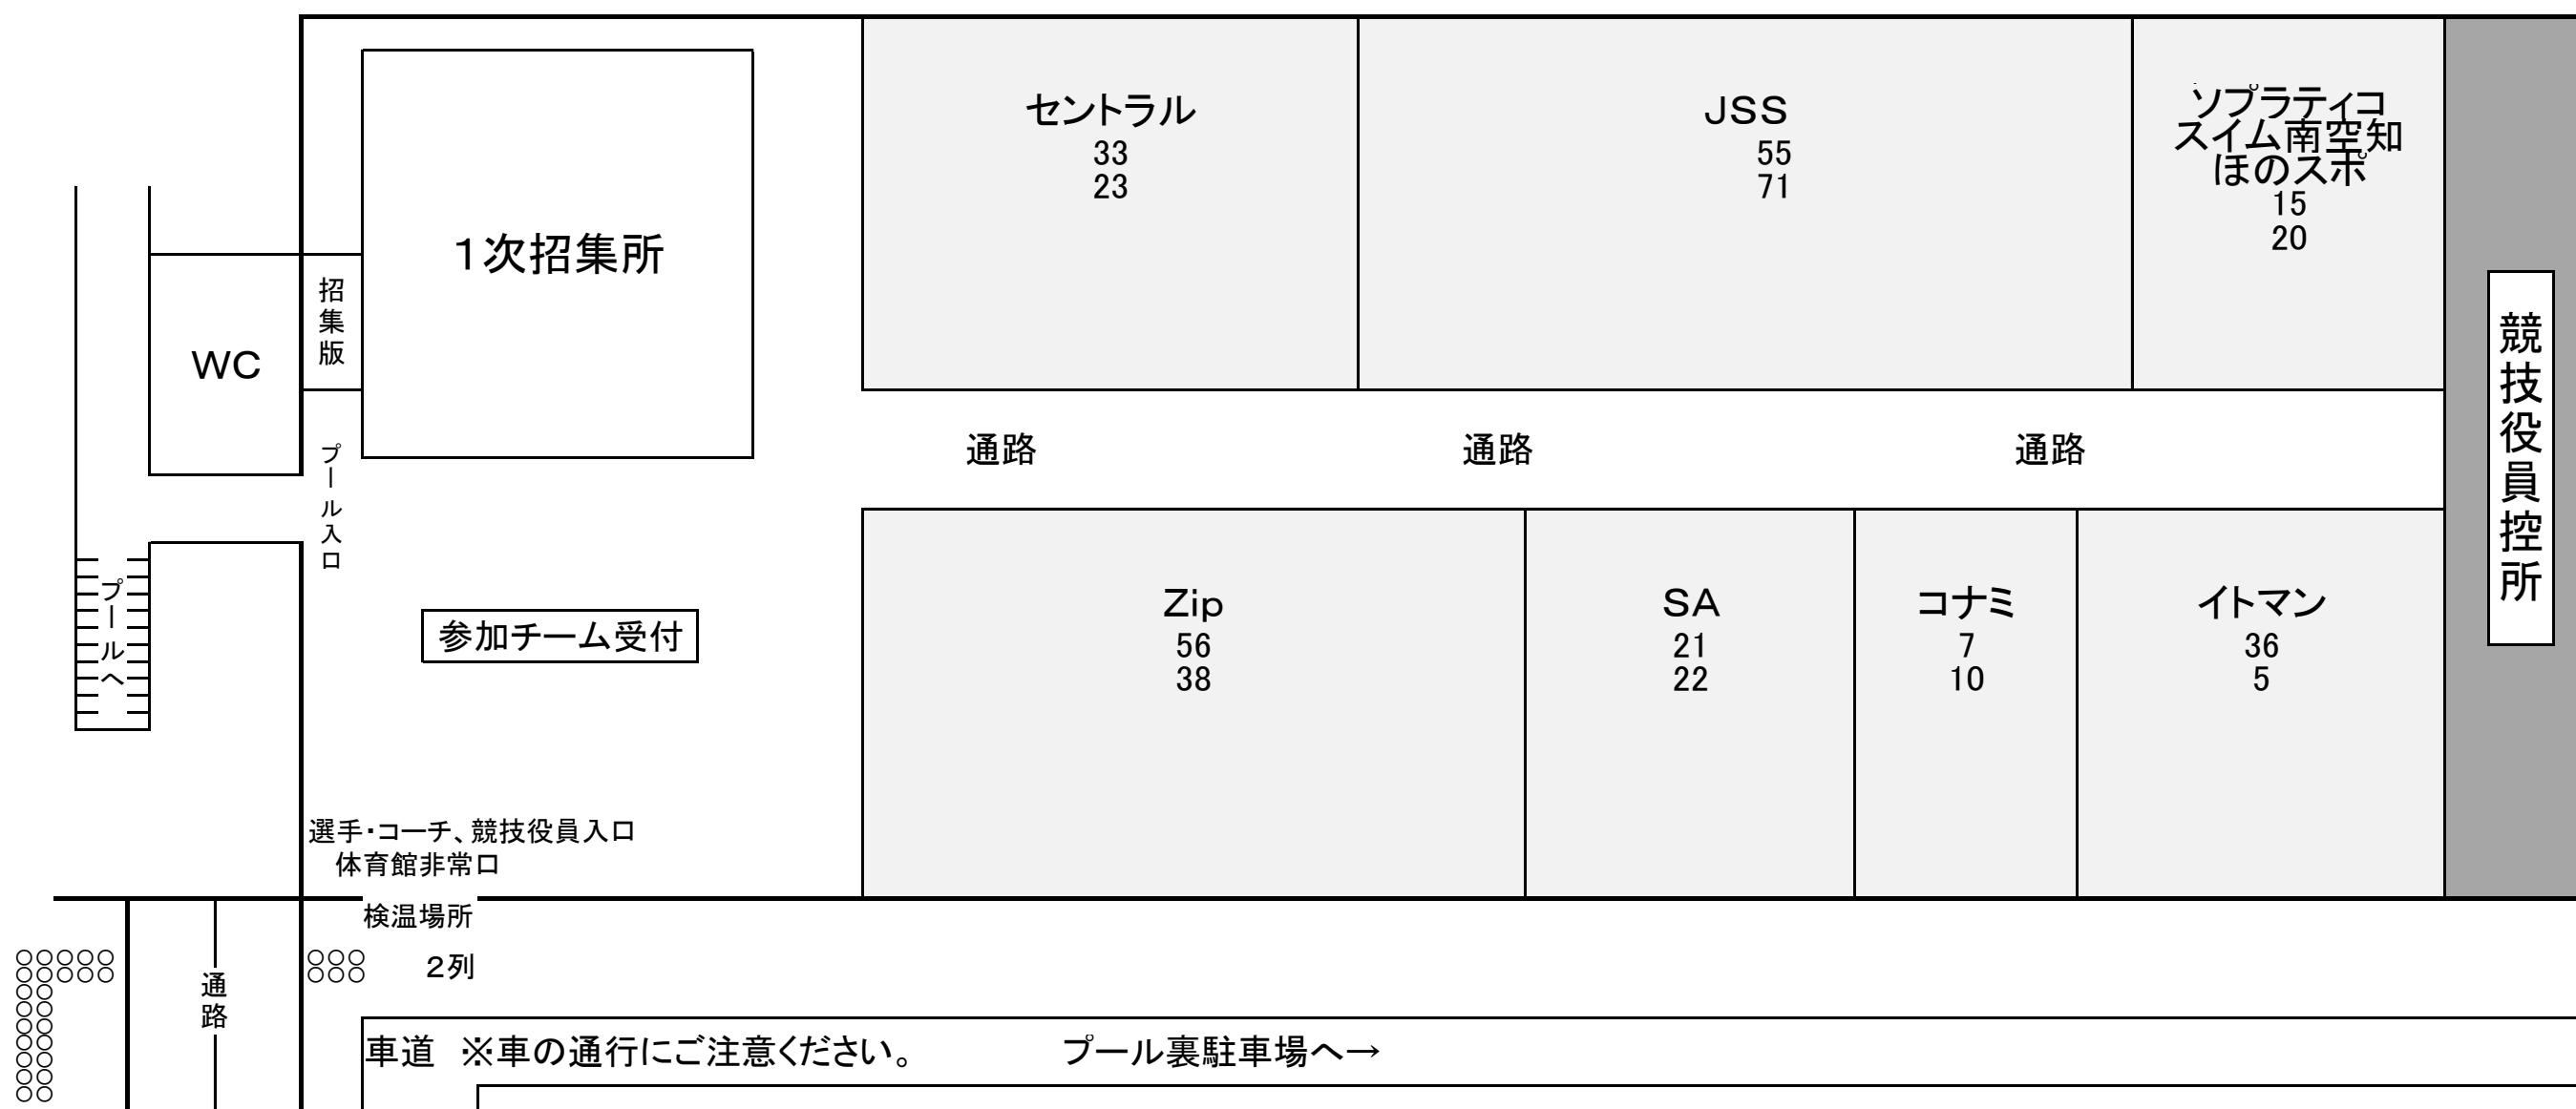 セントラル
33
23
JSS
55
71
ソプラティコ
スイム南空知
ほのスポ
15
20
1次招集所
招集版
WC
競技役員控所
プール入口
通路
通路
通路
プールへ
参加チーム受付
Zip
56
38
SA
21
22
コナミ
7
10
イトマン
36
5
選手・コーチ、競技役員入口
体育館非常口
検温場所
○○○○○
○○○○○
○○
○○
○○
○○
○○
○○
○○
通路
○○○
○○○
2列
車道 ※車の通行にご注意ください。 プール裏駐車場へ→